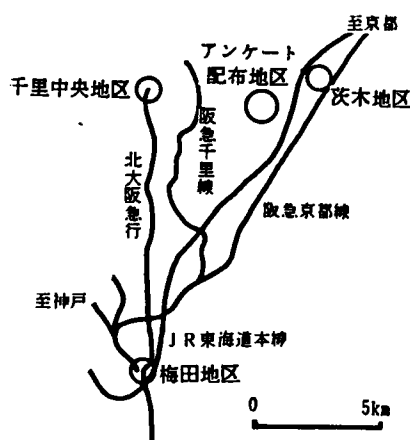 至京都
アンケート
配布地区
千里中央地区
茨木地区
阪急千里線
北大阪急行
阪急京都線
至神戸
JR東海道本線
梅田地区
0 5km